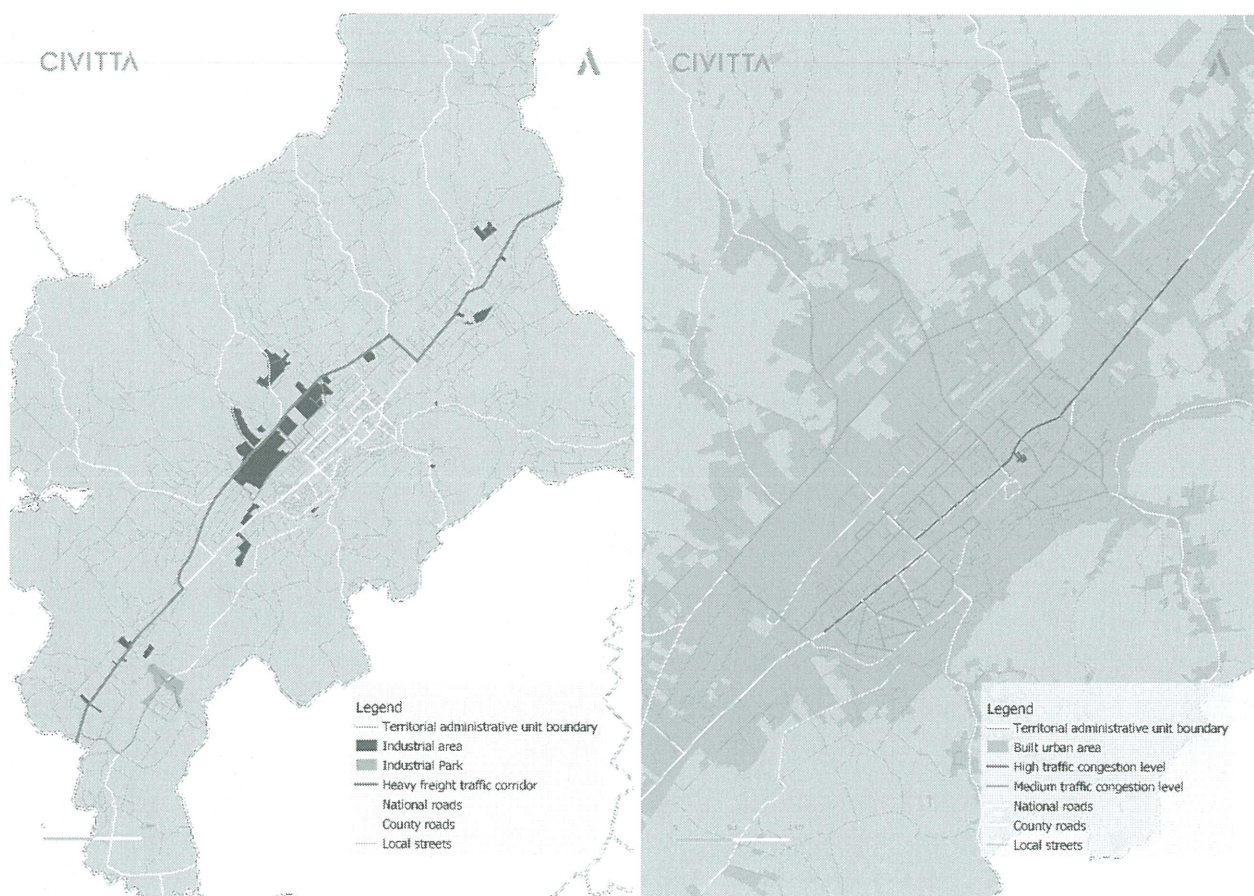 CIVITTA
Legend
Territorial administrative unit boundary
Industrial area
Industrial Park
Heavy freight traffic corridor
National roads
County roads
Local streets
CIVITTA
Legend
Territorial administrative unit boundary
Built urban area
High traffic congestion level
Medium traffic congestion level
National roads
County roads
Local streets